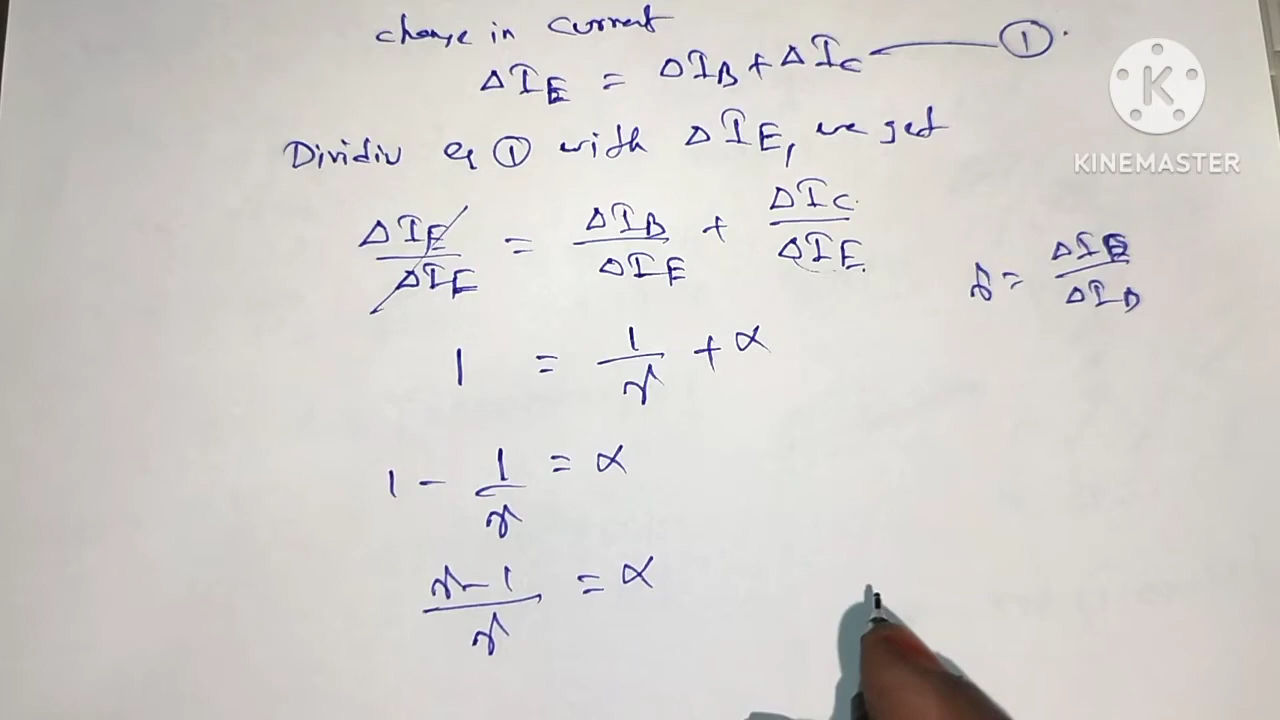 change in current
ΔI_E = ΔI_B + ΔI_C — ①
Dividiv eq ① with ΔI_E, we get
ΔI_E/ΔI_E = ΔI_B/ΔI_E + ΔI_C/ΔI_E
γ = ΔI_E/ΔI_B
1 = 1/γ + α
1 - 1/γ = α
γ-1/γ = α
K
KINEMASTER